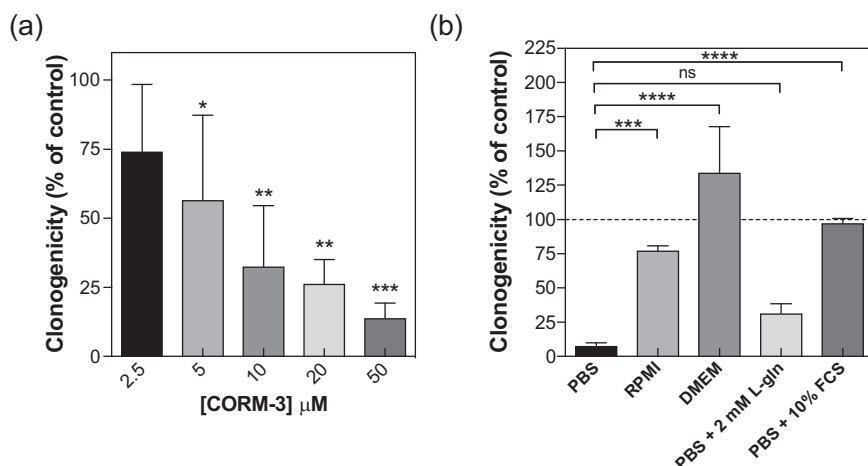 (a)
Clonogenicity (% of control)
100
75
50
25
0
*
**
**
***
2.5
5
10
20
50
[CORM-3] μM
(b)
Clonogenicity (% of control)
225
200
175
150
125
100
75
50
25
0
****
ns
****
***
PBS
RPMI
DMEM
PBS + 2 mM L-gln
PBS + 10% FCS